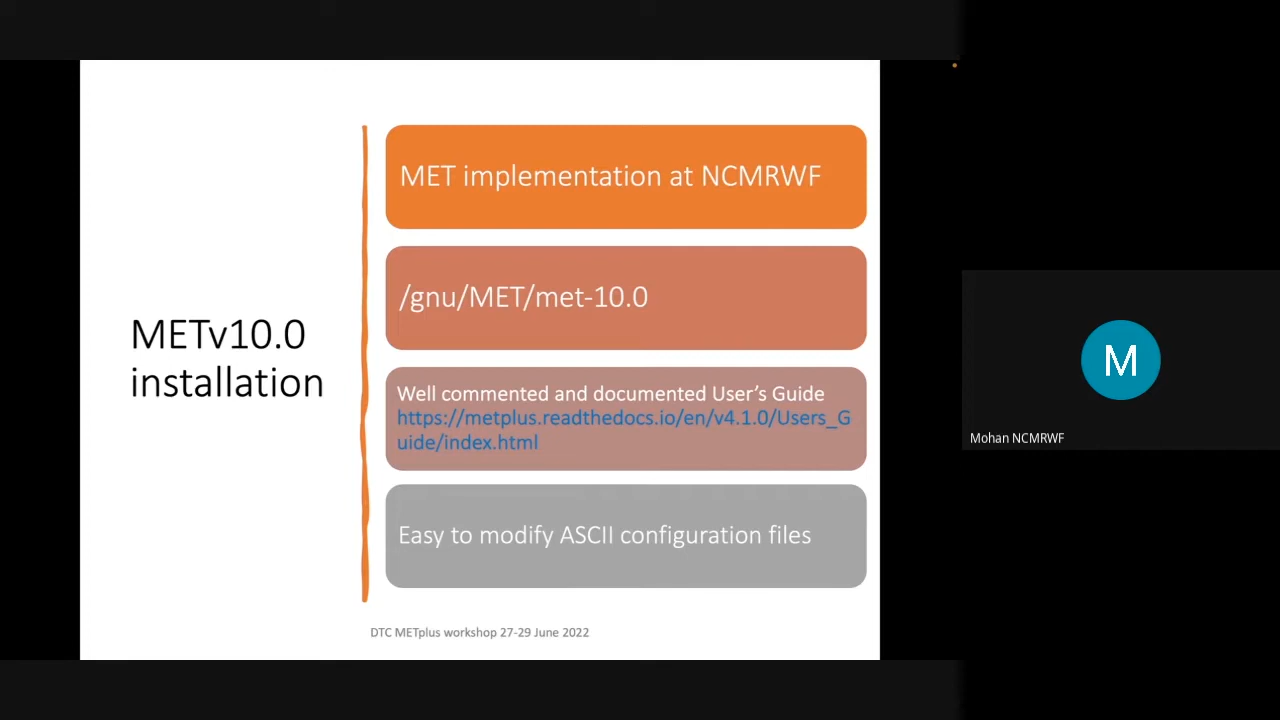 METv10.0
installation
MET implementation at NCMRWF
/gnu/MET/met-10.0
Well commented and documented User’s Guide
https://metplus.readthedocs.io/en/v4.1.0/Users_G
uide/index.html
Easy to modify ASCII configuration files
DTC METplus workshop 27-29 June 2022
M
Mohan NCMRWF